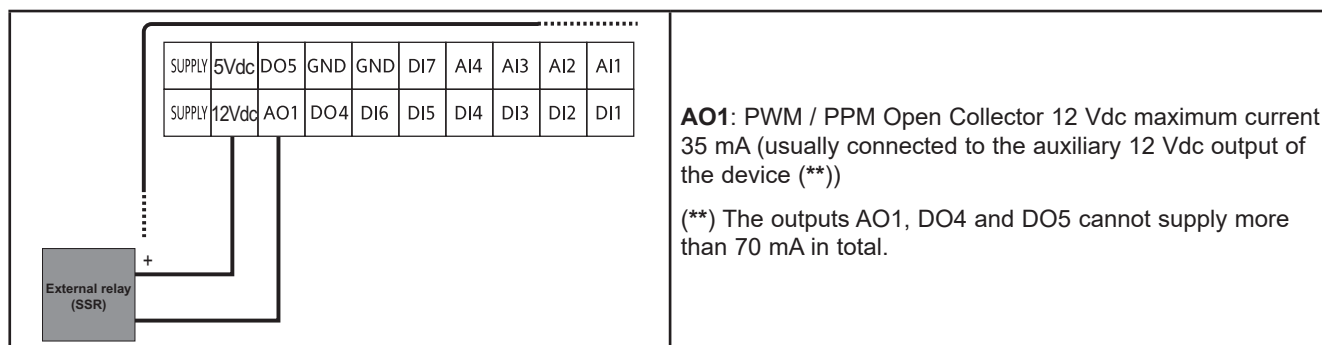 SUPPLY 5Vdc DO5 GND GND DI7 AI4 AI3 AI2 AI1
SUPPLY 12Vdc AO1 DO4 DI6 DI5 DI4 DI3 DI2 DI1
+
External relay
(SSR)
AO1: PWM / PPM Open Collector 12 Vdc maximum current
35 mA (usually connected to the auxiliary 12 Vdc output of
the device (**))
(**) The outputs AO1, DO4 and DO5 cannot supply more
than 70 mA in total.